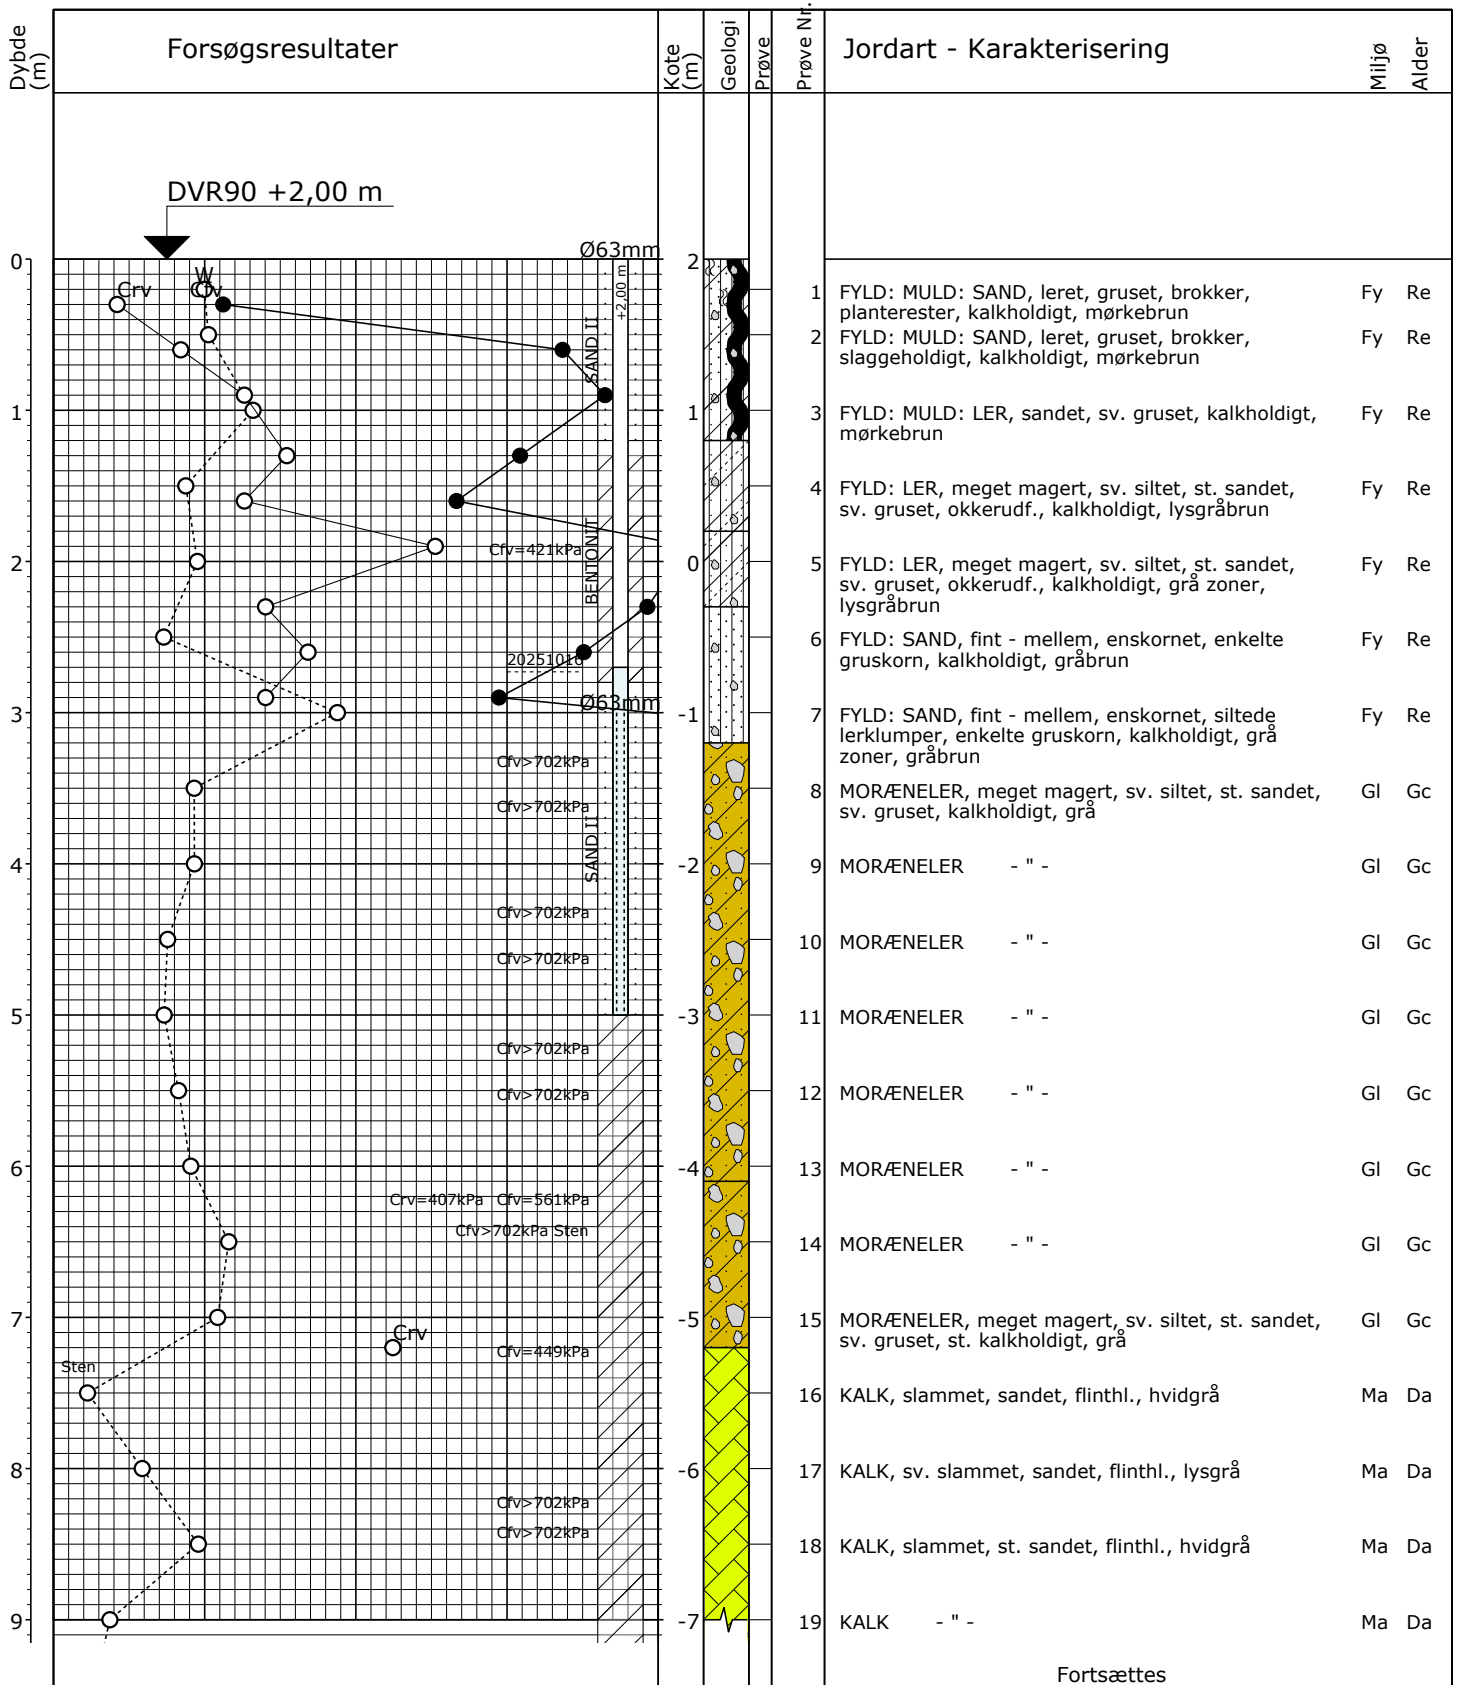 Dybde (m)
Forsøgsresultater
Kote (m)
Geologi
Prøve
Prøve Nr.
Jordart - Karakterisering
Miljø
Alder
DVR90 +2,00 m
Ø63mm
0
2
W
Crv
Cfv
+2,00 m
SAND II
1 FYLD: MULD: SAND, leret, gruset, brokker, Fy Re
planterester, kalkholdigt, mørkebrun
2 FYLD: MULD: SAND, leret, gruset, brokker, Fy Re
slaggeholdigt, kalkholdigt, mørkebrun
1
1
3 FYLD: MULD: LER, sandet, sv. gruset, kalkholdigt, Fy Re
mørkebrun
4 FYLD: LER, meget magert, sv. siltet, st. sandet, Fy Re
sv. gruset, okkerudf., kalkholdigt, lysgråbrun
Cfv=421kPa
BENTONIT
2
0
5 FYLD: LER, meget magert, sv. siltet, st. sandet, Fy Re
sv. gruset, okkerudf., kalkholdigt, grå zoner,
lysgråbrun
6 FYLD: SAND, fint - mellem, enskornet, enkelte Fy Re
gruskorn, kalkholdigt, gråbrun
20251016
Ø63mm
3
-1
7 FYLD: SAND, fint - mellem, enskornet, siltede Fy Re
lerklumper, enkelte gruskorn, kalkholdigt, grå
zoner, gråbrun
Cfv>702kPa
8 MORÆNELER, meget magert, sv. siltet, st. sandet, Gl Gc
sv. gruset, kalkholdigt, grå
Cfv>702kPa
SAND II
4
-2
9 MORÆNELER - " - Gl Gc
Cfv>702kPa
10 MORÆNELER - " - Gl Gc
Cfv>702kPa
5
-3
11 MORÆNELER - " - Gl Gc
Cfv>702kPa
Cfv>702kPa
12 MORÆNELER - " - Gl Gc
6
-4
13 MORÆNELER - " - Gl Gc
Crv=407kPa Cfv=561kPa
Cfv>702kPa Sten
14 MORÆNELER - " - Gl Gc
7
-5
15 MORÆNELER, meget magert, sv. siltet, st. sandet, Gl Gc
sv. gruset, st. kalkholdigt, grå
Crv
Cfv=449kPa
Sten
16 KALK, slammet, sandet, flinthl., hvidgrå Ma Da
8
-6
17 KALK, sv. slammet, sandet, flinthl., lysgrå Ma Da
Cfv>702kPa
Cfv>702kPa
18 KALK, slammet, st. sandet, flinthl., hvidgrå Ma Da
9
-7
19 KALK - " - Ma Da
Fortsættes